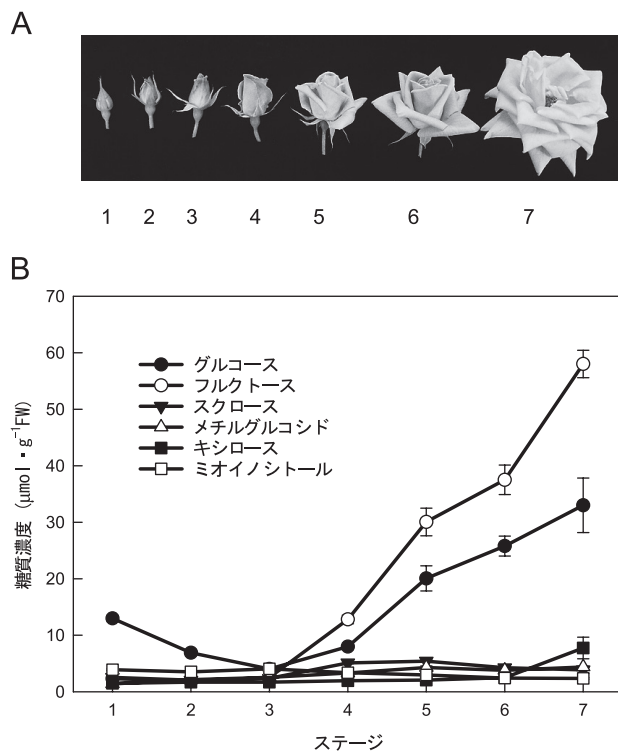 A
1 2 3 4 5 6 7
B
70
60
50
40
30
20
10
0
糖質濃度 (μmol・g⁻¹FW)
グルコース
フルクトース
スクロース
メチルグルコシド
キシロース
ミオイノシトール
1 2 3 4 5 6 7
ステージ